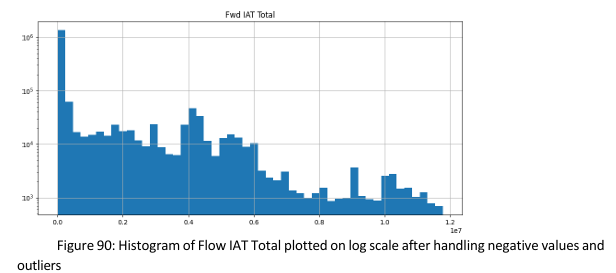 Fwd IAT Total
10⁶
10⁵
10⁴
10³
0.0 0.2 0.4 0.6 0.8 1.0 1.2
1e7
Figure 90: Histogram of Flow IAT Total plotted on log scale after handling negative values and
outliers